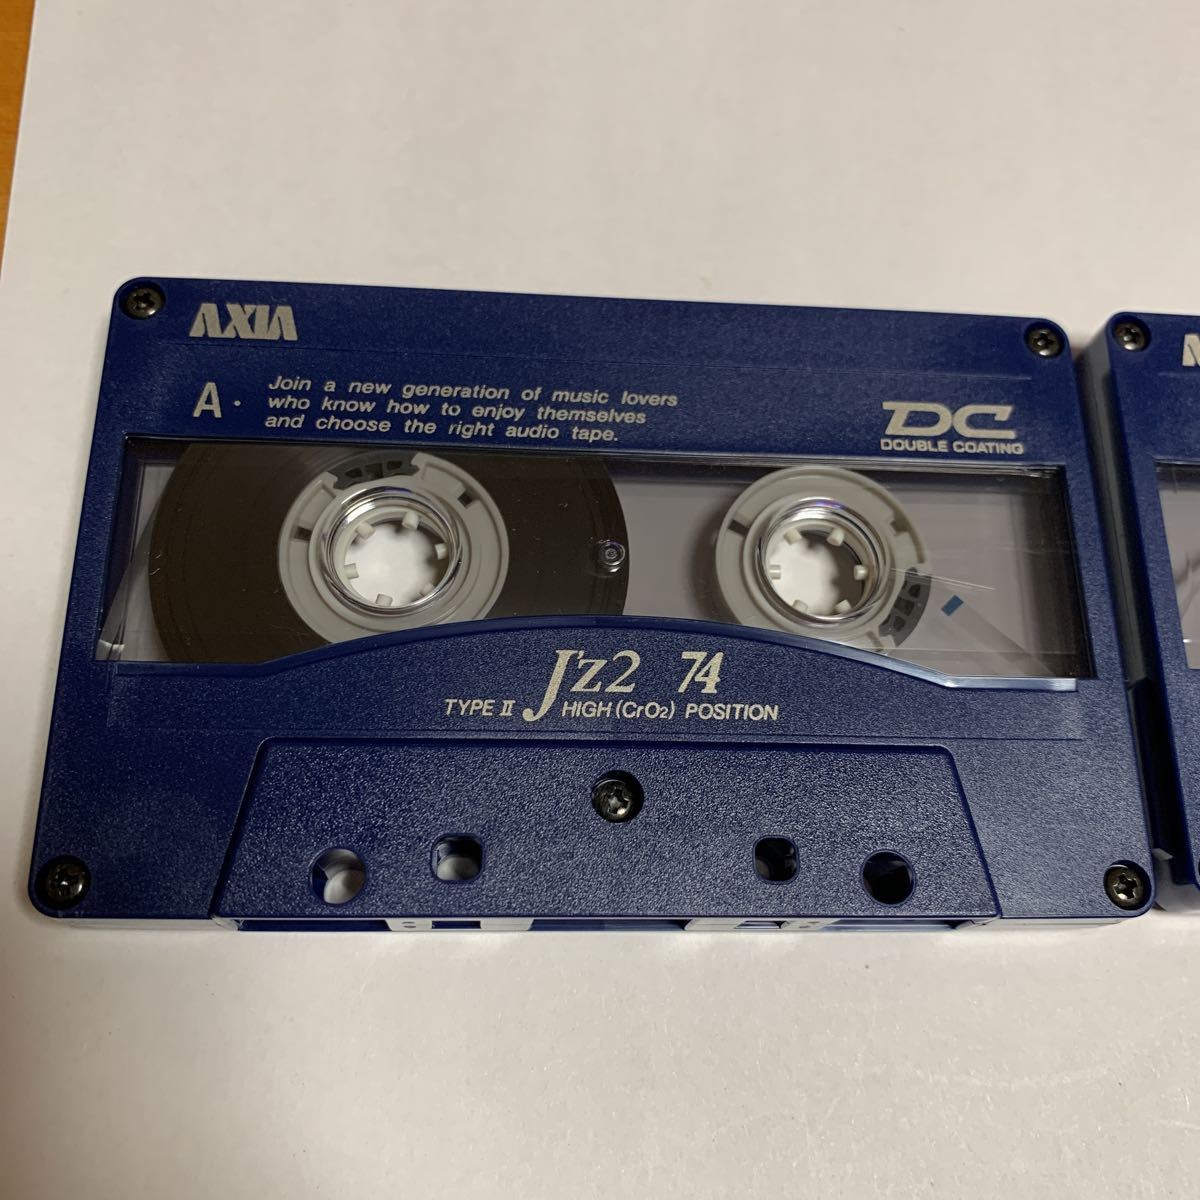 AXIA
A.
Join a new generation of music lovers
who know how to enjoy themselves
and choose the right audio tape.
DC
DOUBLE COATING
J'z2 74
TYPE II HIGH (CrO2) POSITION